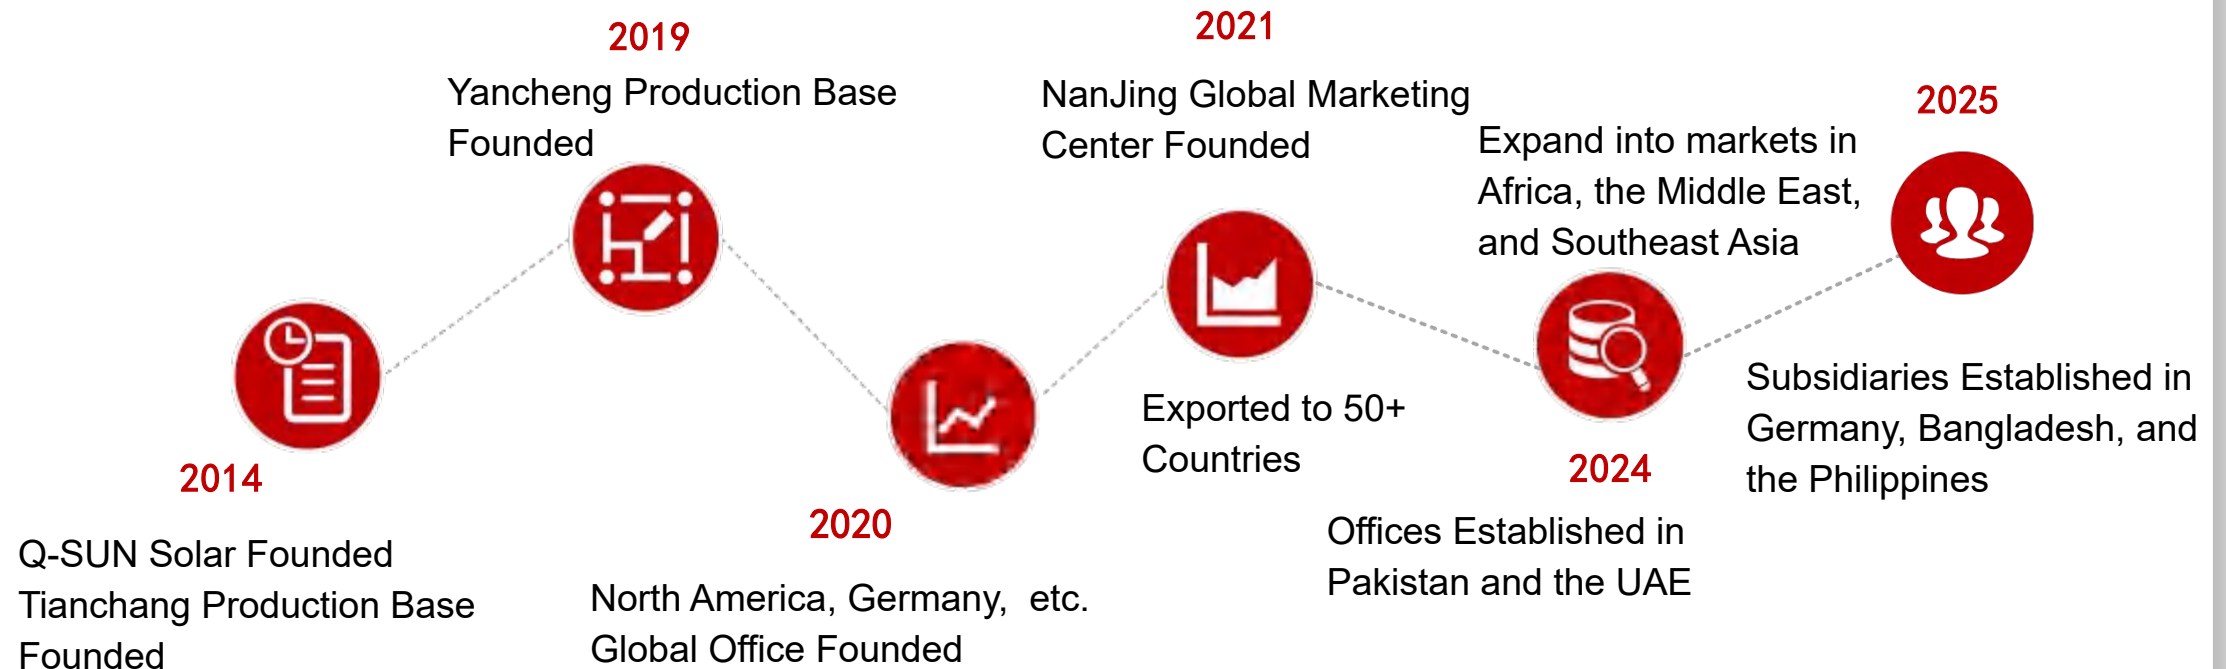 2014
Q-SUN Solar Founded
Tianchang Production Base
Founded
2019
Yancheng Production Base
Founded
2020
North America, Germany,  etc.
Global Office Founded
2021
NanJing Global Marketing
Center Founded
Exported to 50+
Countries
Expand into markets in
Africa, the Middle East,
and Southeast Asia
2024
Offices Established in
Pakistan and the UAE
2025
Subsidiaries Established in
Germany, Bangladesh, and
the Philippines